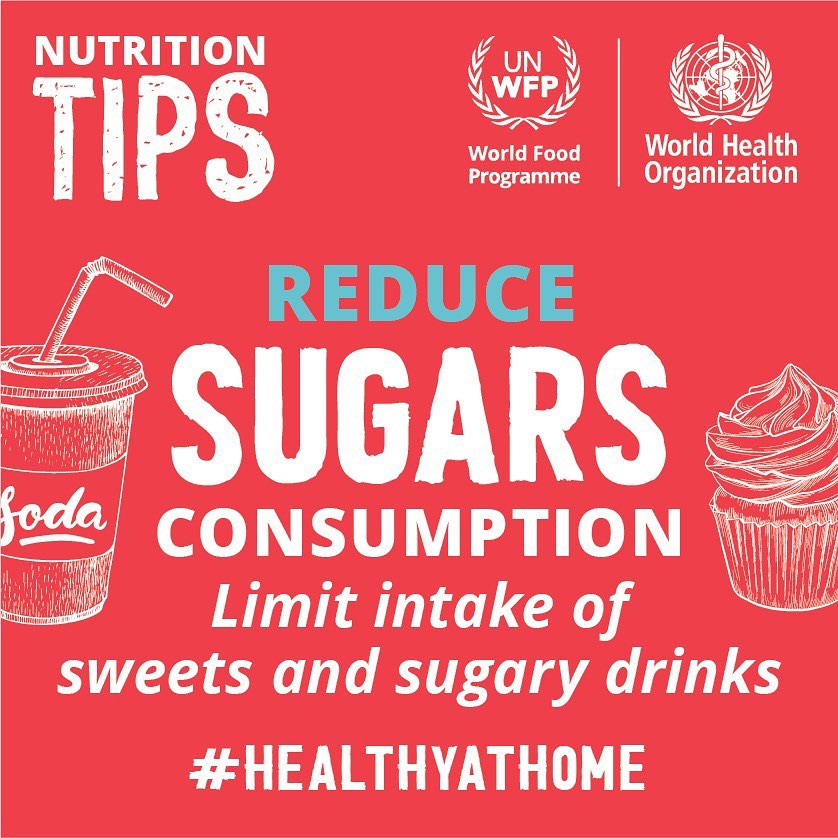 NUTRITION
TIPS
UN
WFP
World Food
Programme
World Health
Organization
REDUCE
SUGARS
CONSUMPTION
Soda
Limit intake of
sweets and sugary drinks
#HEALTHYATHOME